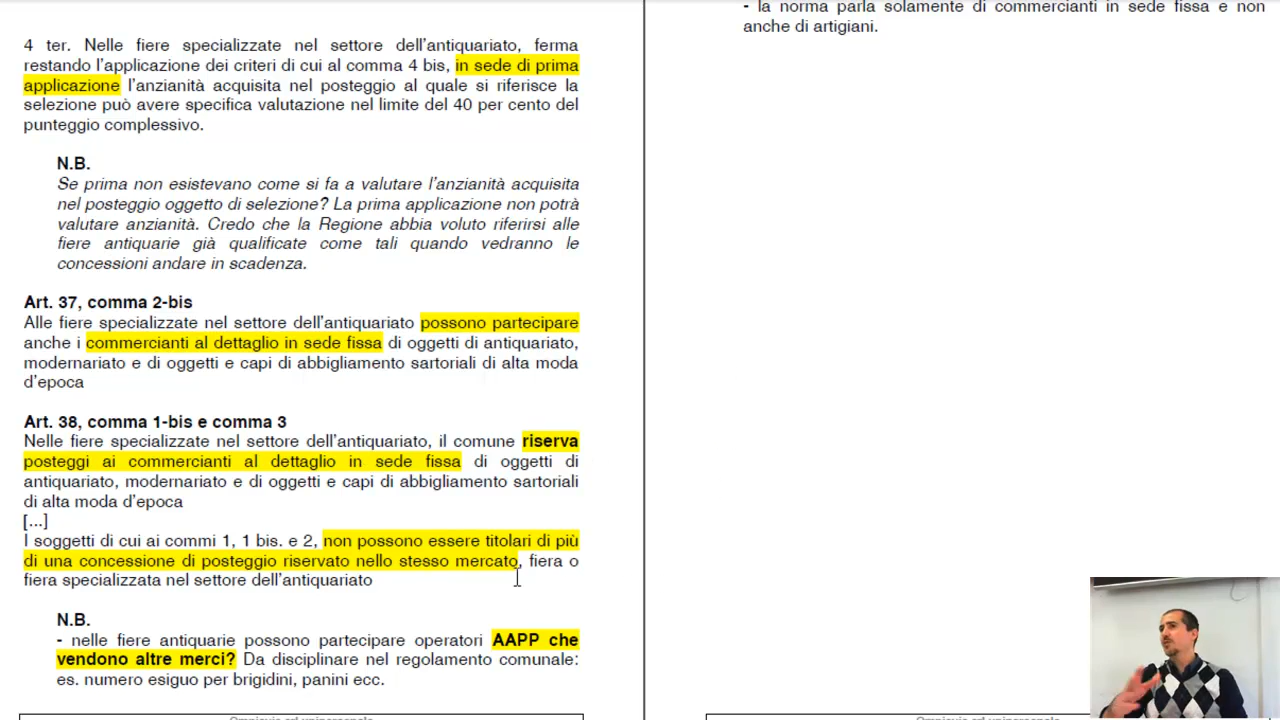 4 ter. Nelle fiere specializzate nel settore dell'antiquariato, ferma
restando l'applicazione dei criteri di cui al comma 4 bis, in sede di prima
applicazione l'anzianità acquisita nel posteggio al quale si riferisce la
selezione può avere specifica valutazione nel limite del 40 per cento del
punteggio complessivo.
N.B.
Se prima non esistevano come si fa a valutare l'anzianità acquisita
nel posteggio oggetto di selezione? La prima applicazione non potrà
valutare anzianità. Credo che la Regione abbia voluto riferirsi alle
fiere antiquarie già qualificate come tali quando vedranno le
concessioni andare in scadenza.
Art. 37, comma 2-bis
Alle fiere specializzate nel settore dell'antiquariato possono partecipare
anche i commercianti al dettaglio in sede fissa di oggetti di antiquariato,
modernariato e di oggetti e capi di abbigliamento sartoriali di alta moda
d'epoca
Art. 38, comma 1-bis e comma 3
Nelle fiere specializzate nel settore dell'antiquariato, il comune riserva
posteggi ai commercianti al dettaglio in sede fissa di oggetti di
antiquariato, modernariato e di oggetti e capi di abbigliamento sartoriali
di alta moda d'epoca
[...]
I soggetti di cui ai commi 1, 1 bis. e 2, non possono essere titolari di più
di una concessione di posteggio riservato nello stesso mercato, fiera o
fiera specializzata nel settore dell'antiquariato
N.B.
- nelle fiere antiquarie possono partecipare operatori AAPP che
vendono altre merci? Da disciplinare nel regolamento comunale:
es. numero esiguo per brigidini, panini ecc.
- la norma parla solamente di commercianti in sede fissa e non
anche di artigiani.